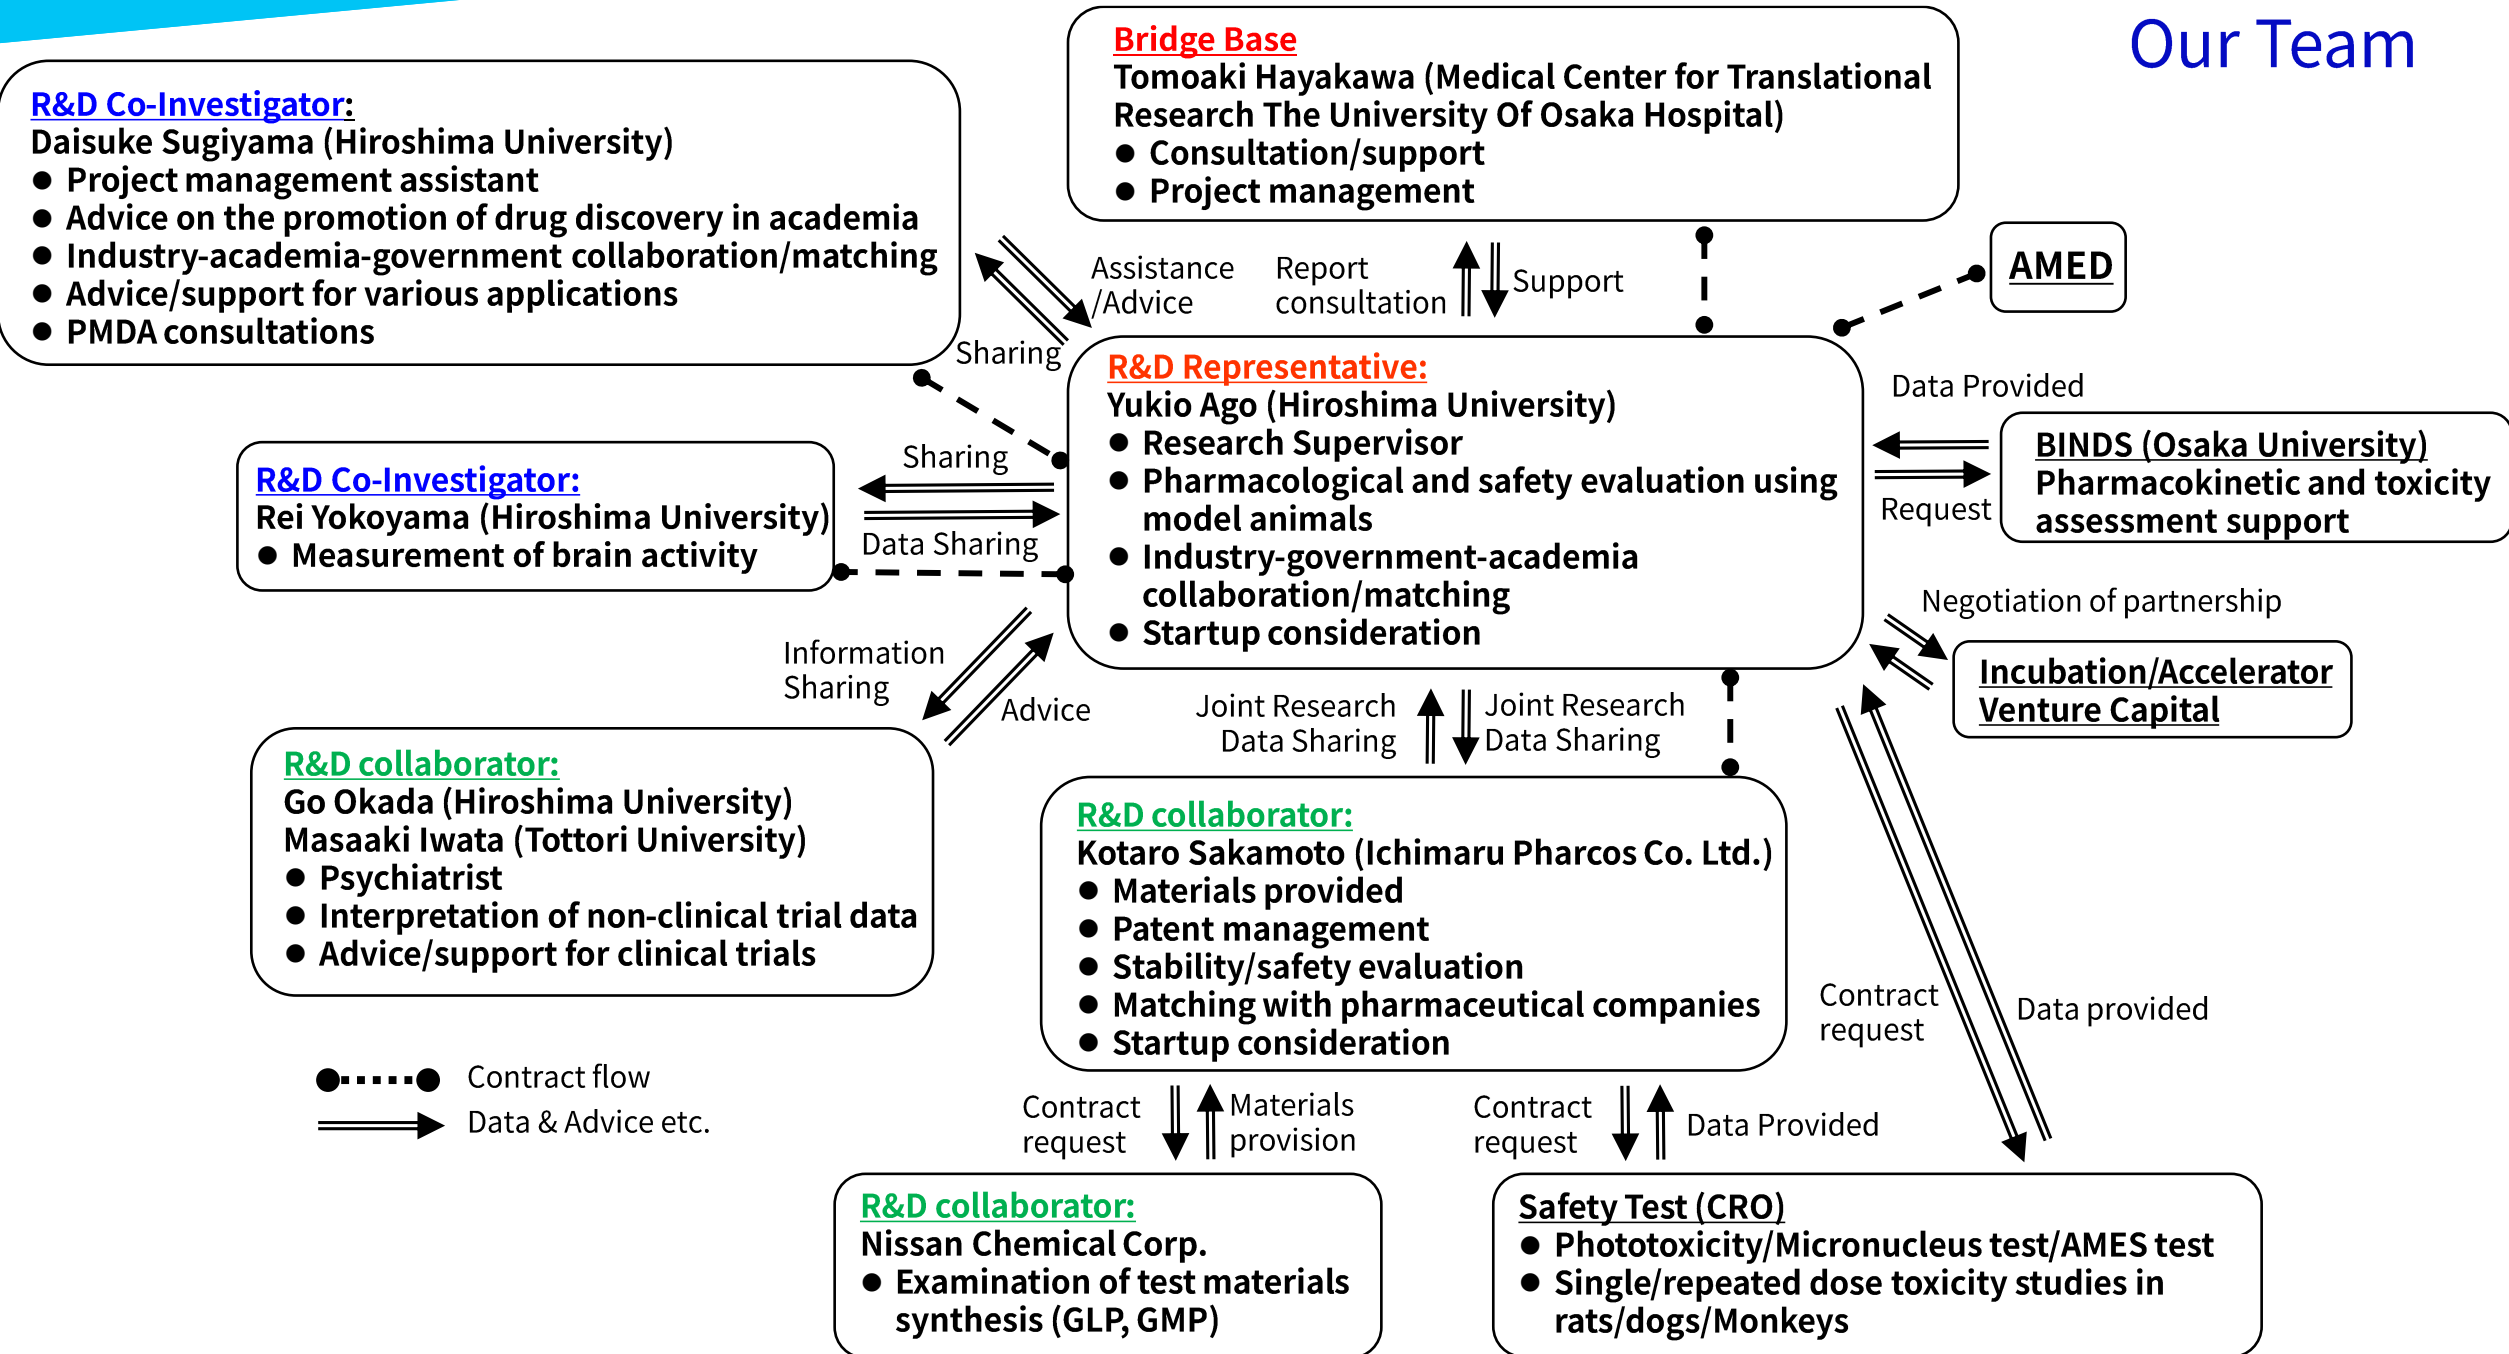 Our Team
Bridge Base
Tomoaki Hayakawa (Medical Center for Translational
Research The University Of Osaka Hospital)
● Consultation/support
● Project management
R&D Co-Investigator:
Daisuke Sugiyama (Hiroshima University)
● Project management assistant
● Advice on the promotion of drug discovery in academia
● Industry-academia-government collaboration/matching
● Advice/support for various applications
● PMDA consultations
Assistance
/Advice
Sharing
Report
consultation
Support
AMED
R&D Representative:
Yukio Ago (Hiroshima University)
● Research Supervisor
● Pharmacological and safety evaluation using
model animals
● Industry-government-academia
collaboration/matching
● Startup consideration
Data Provided
Request
BINDS (Osaka University)
Pharmacokinetic and toxicity
assessment support
R&D Co-Investigator:
Rei Yokoyama (Hiroshima University)
● Measurement of brain activity
Sharing
Data Sharing
Negotiation of partnership
Incubation/Accelerator
Venture Capital
Information
Sharing
Advice
Joint Research
Data Sharing
Joint Research
Data Sharing
R&D collaborator:
Go Okada (Hiroshima University)
Masaaki Iwata (Tottori University)
● Psychiatrist
● Interpretation of non-clinical trial data
● Advice/support for clinical trials
R&D collaborator:
Kotaro Sakamoto (Ichimaru Pharcos Co. Ltd.)
● Materials provided
● Patent management
● Stability/safety evaluation
● Matching with pharmaceutical companies
● Startup consideration
Contract
request
Data provided
Contract flow
Data & Advice etc.
Contract
request
Materials
provision
Contract
request
Data Provided
R&D collaborator:
Nissan Chemical Corp.
● Examination of test materials
synthesis (GLP, GMP)
Safety Test (CRO)
● Phototoxicity/Micronucleus test/AMES test
● Single/repeated dose toxicity studies in
rats/dogs/Monkeys